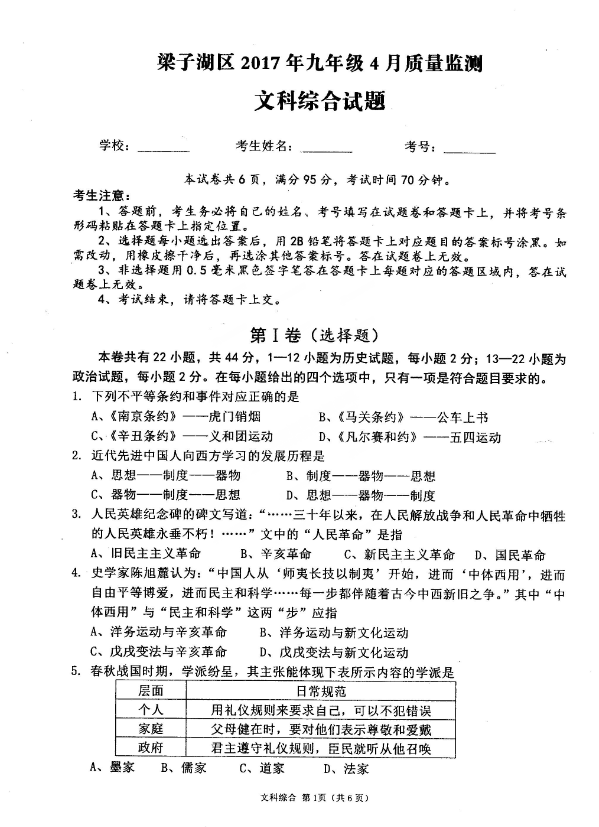 梁子湖区 2017 年九年级 4 月质量监测
文科综合试题
学校：________ 考生姓名：________ 考号：________
本试卷共 6 页，满分 95 分，考试时间 70 分钟。
考生注意：
1、答题前，考生务必将自己的姓名、考号填写在试题卷和答题卡上，并将考号条
形码粘贴在答题卡上指定位置。
2、选择题每小题选出答案后，用 2B 铅笔将答题卡上对应题目的答案标号涂黑。如
需改动，用橡皮擦干净后，再选涂其他答案标号。答在试题卷上无效。
3、非选择题用 0.5 毫米黑色签字笔答在答题卡上每题对应的答题区域内，答在试
题卷上无效。
4、考试结束，请将答题卡上交。
第Ⅰ卷（选择题）
本卷共有 22 小题，共 44 分，1—12 小题为历史试题，每小题 2 分；13—22 小题为
政治试题，每小题 2 分。在每小题给出的四个选项中，只有一项是符合题目要求的。
1. 下列不平等条约和事件对应正确的是
A、《南京条约》——虎门销烟 B、《马关条约》——公车上书
C、《辛丑条约》——义和团运动 D、《凡尔赛和约》——五四运动
2. 近代先进中国人向西方学习的发展历程是
A、思想——制度——器物 B、制度——器物——思想
C、器物——制度——思想 D、思想——器物——制度
3. 人民英雄纪念碑的碑文写道：“……三十年以来，在人民解放战争和人民革命中牺牲
的人民英雄永垂不朽！……”文中的“人民革命”是指
A、旧民主主义革命 B、辛亥革命 C、新民主主义革命 D、国民革命
4. 史学家陈旭麓认为：“中国人从‘师夷长技以制夷’开始，进而‘中体西用’，进而
自由平等博爱，进而民主和科学……每一步都伴随着古今中西新旧之争。”其中“中
体西用”与“民主和科学”这两“步”应指
A、洋务运动与辛亥革命 B、洋务运动与新文化运动
C、戊戌变法与辛亥革命 D、戊戌变法与新文化运动
5. 春秋战国时期，学派纷呈，其主张能体现下表所示内容的学派是
层面 日常规范
个人 用礼仪规则来要求自己，可以不犯错误
家庭 父母健在时，要对他们表示尊敬和爱戴
政府 君主遵守礼仪规则，臣民就听从他召唤
A、墨家 B、儒家 C、道家 D、法家
文科综合 第 1页（共 6 页）